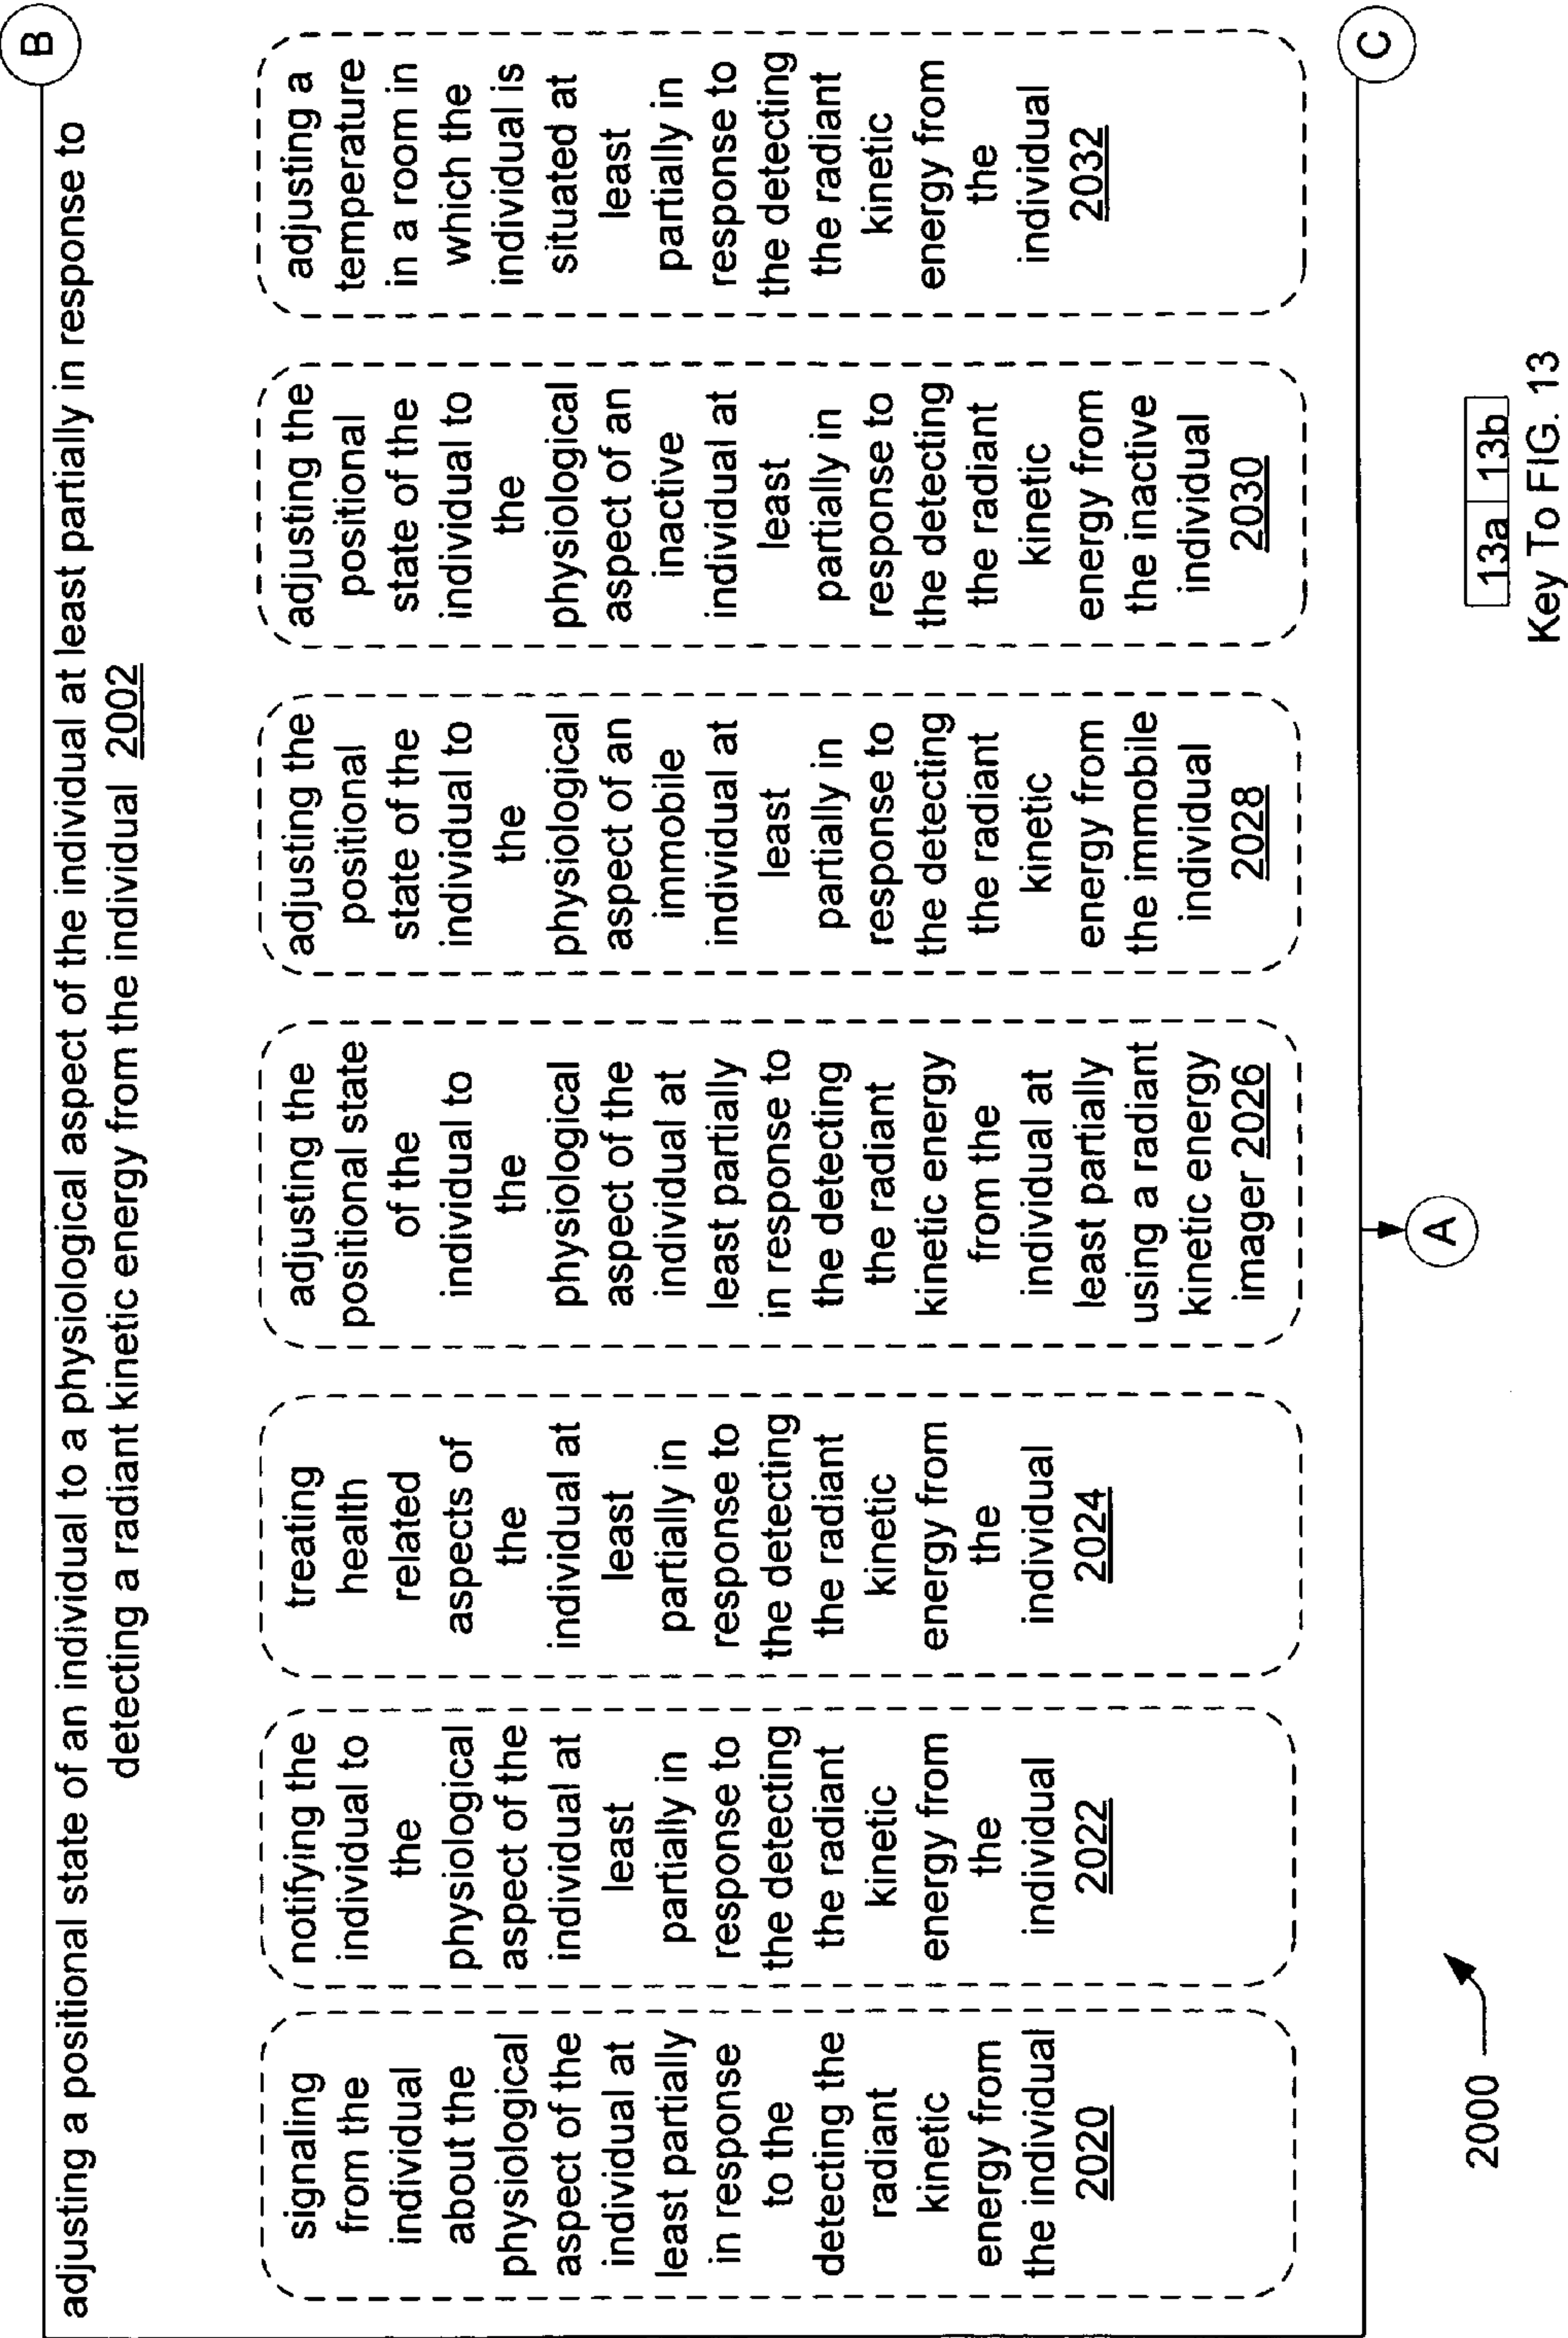 B
adjusting a positional state of an individual to a physiological aspect of the individual at least partially in response to
detecting a radiant kinetic energy from the individual 2002
signaling
from the
individual
about the
physiological
aspect of the
individual at
least partially
in response
to the
detecting the
radiant
kinetic
energy from
the individual
2020
notifying the
individual to
the
physiological
aspect of the
individual at
least
partially in
response to
the detecting
the radiant
kinetic
energy from
the
individual
2022
treating
health
related
aspects of
the
individual at
least
partially in
response to
the detecting
the radiant
kinetic
energy from
the
individual
2024
adjusting the
positional state
of the
individual to
the
physiological
aspect of the
individual at
least partially
in response to
the detecting
the radiant
kinetic energy
from the
individual at
least partially
using a radiant
kinetic energy
imager 2026
adjusting the
positional
state of the
individual to
the
physiological
aspect of an
immobile
individual at
least
partially in
response to
the detecting
the radiant
kinetic
energy from
the immobile
individual
2028
adjusting the
positional
state of the
individual to
the
physiological
aspect of an
inactive
individual at
least
partially in
response to
the detecting
the radiant
kinetic
energy from
the inactive
individual
2030
adjusting a
temperature
in a room in
which the
individual is
situated at
least
partially in
response to
the detecting
the radiant
kinetic
energy from
the
individual
2032
C
A
2000
13a 13b
Key To FIG. 13